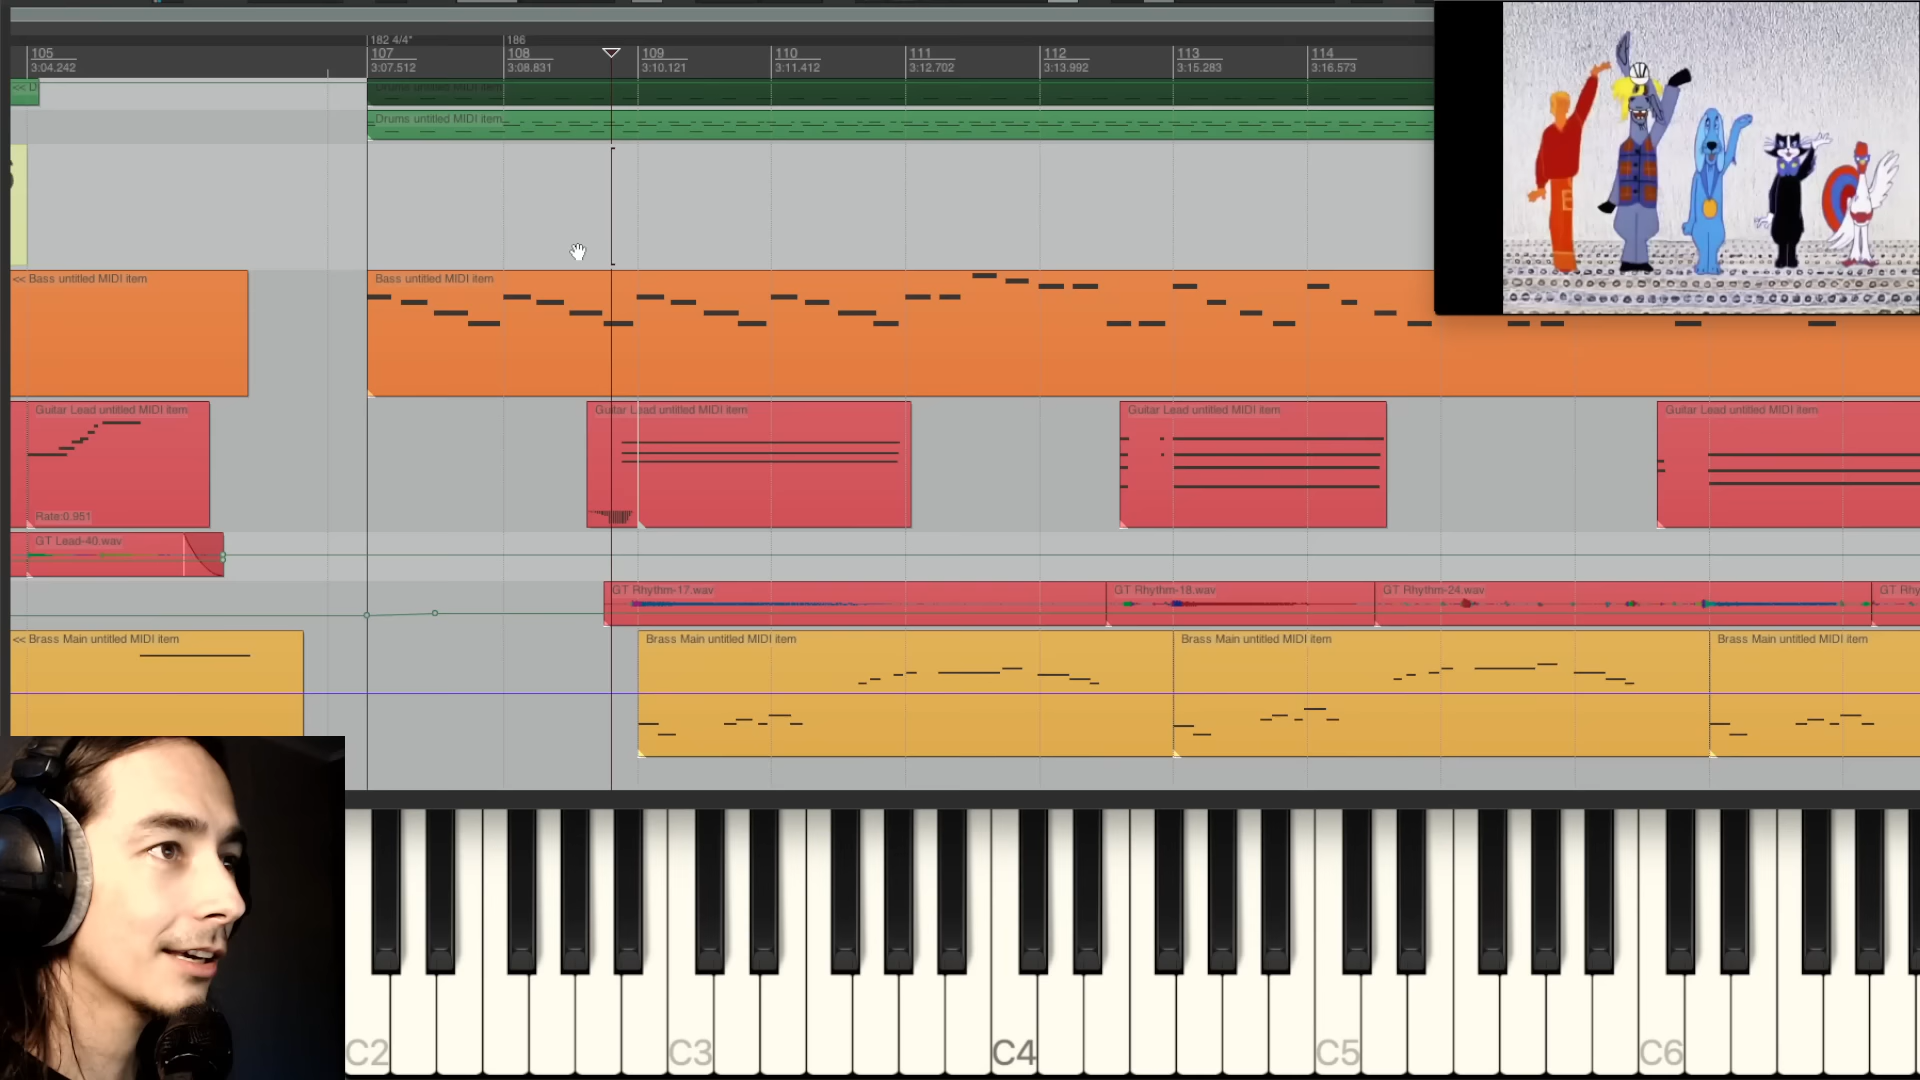 182 4/4*
186
105
107
108
109
110
111
112
113
114
3:04.242
3:07.512
3:08.831
3:10.121
3:11.412
3:12.702
3:13.992
3:15.283
3:16.573
<< D
Drums untitled MIDI item
Drums untitled MIDI item
<< Bass untitled MIDI item
Bass untitled MIDI item
Guitar Lead untitled MIDI item
Guitar Lead untitled MIDI item
Guitar Lead untitled MIDI item
Guitar Lead untitled MIDI item
Rate:0.951
GT Lead-40.wav
GT Rhythm-17.wav
GT Rhythm-18.wav
GT Rhythm-24.wav
GT Rhy
<< Brass Main untitled MIDI item
Brass Main untitled MIDI item
Brass Main untitled MIDI item
Brass Main untitled MIDI item
C2
C3
C4
C5
C6